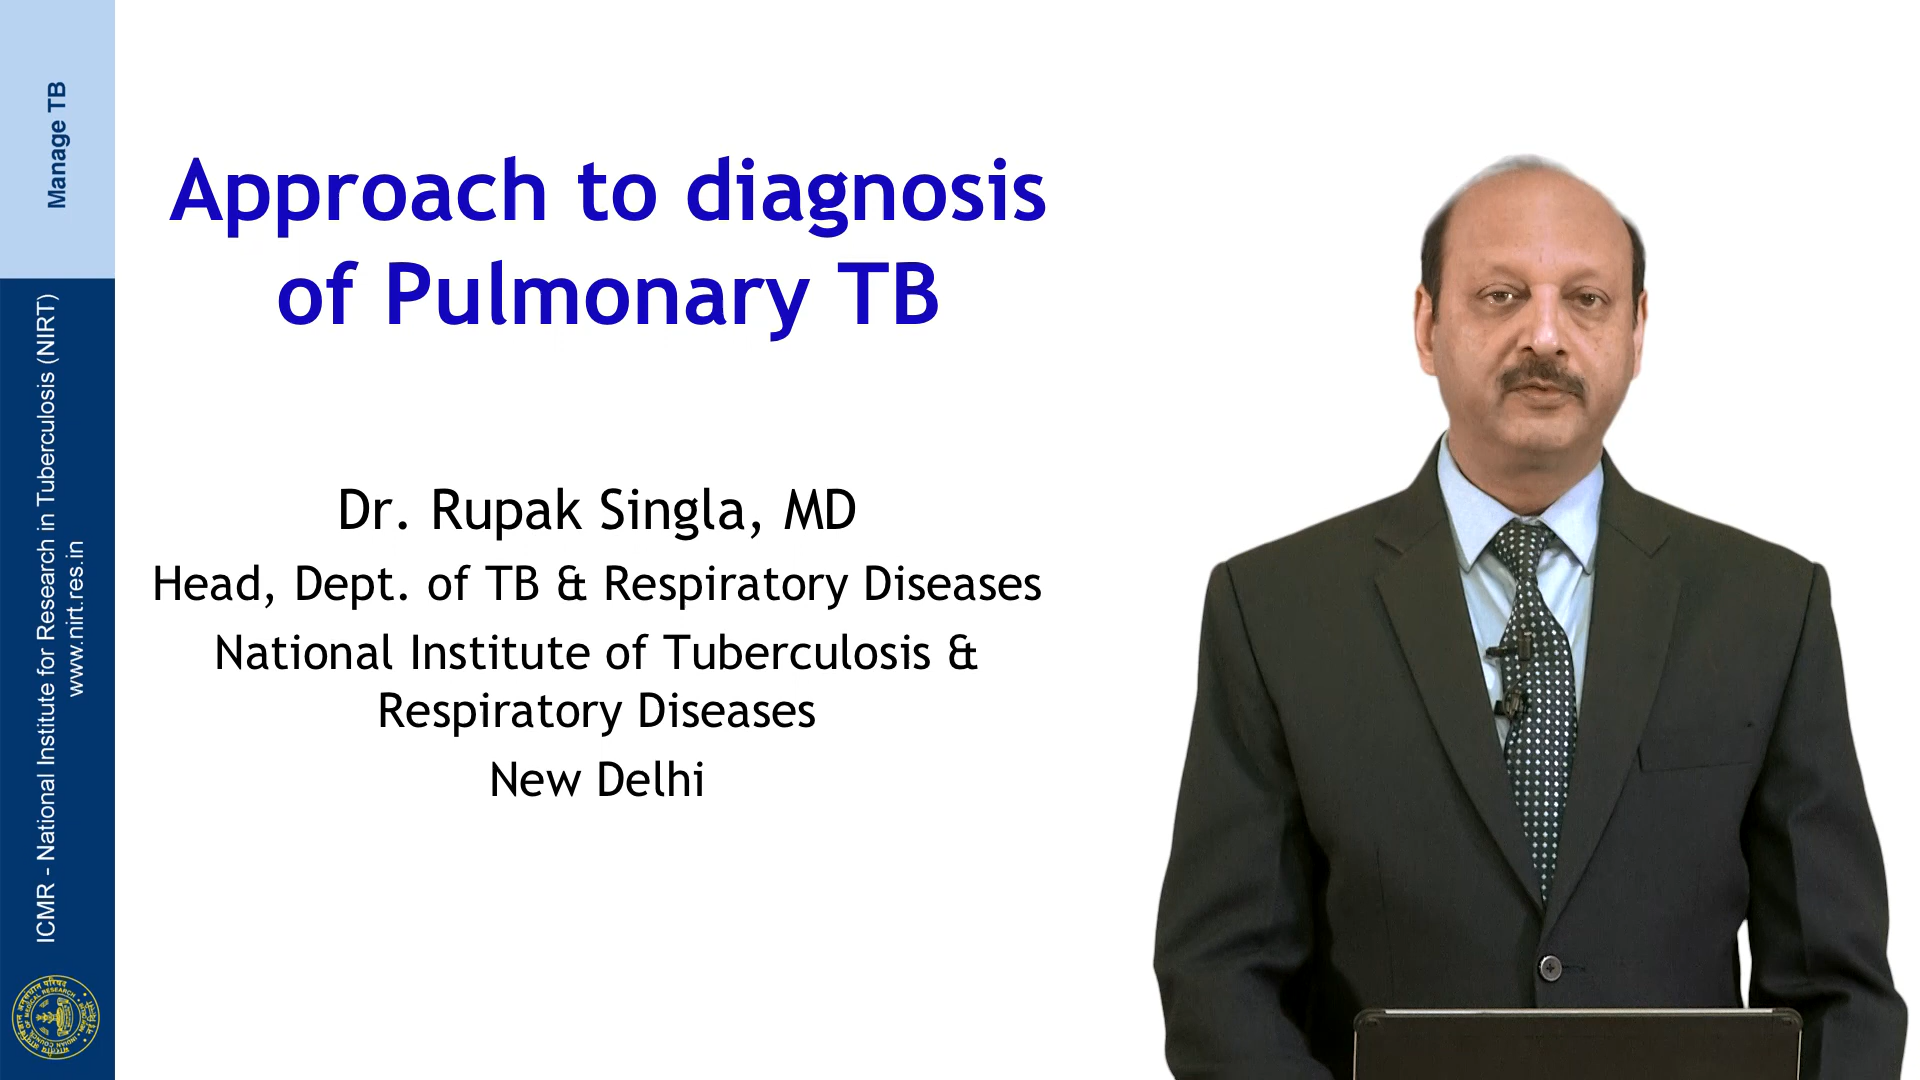 Manage TB
ICMR - National Institute for Research in Tuberculosis (NIRT)
www.nirt.res.in
Approach to diagnosis
of Pulmonary TB
Dr. Rupak Singla, MD
Head, Dept. of TB & Respiratory Diseases
National Institute of Tuberculosis &
Respiratory Diseases
New Delhi